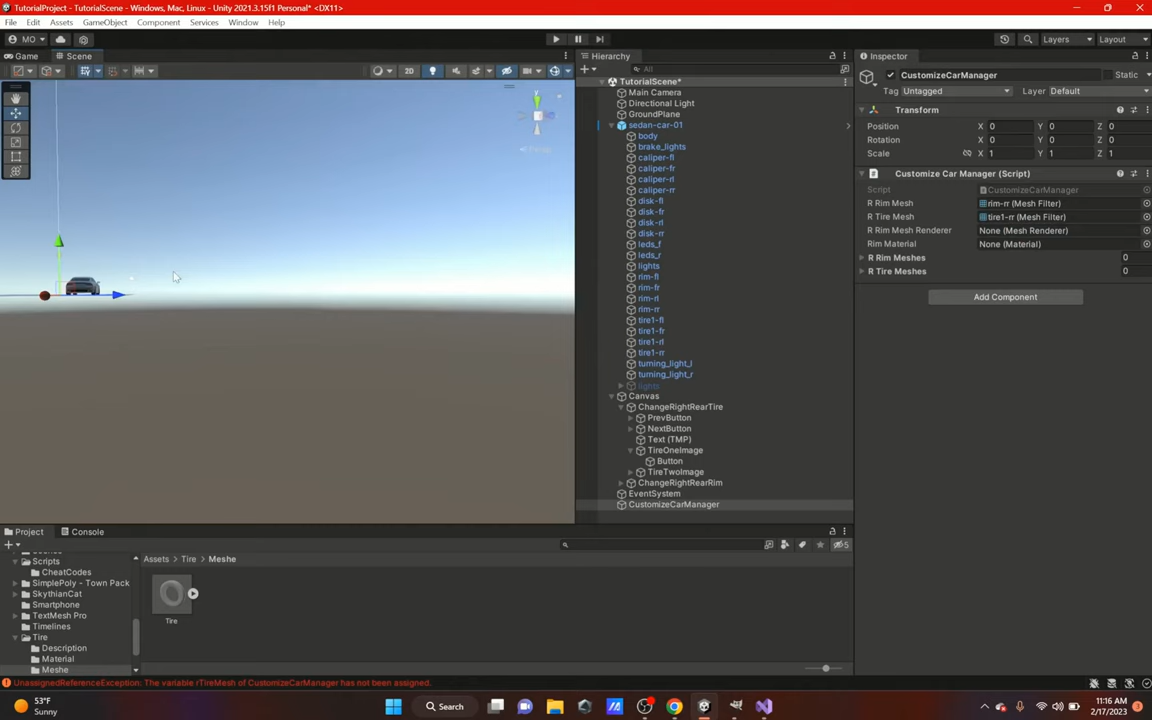 TutorialProject - TutorialScene - Windows, Mac, Linux - Unity 2021.3.15f1 Personal* <DX11>
File Edit Assets GameObject Component Services Window Help
MO Layers Layout
Game Scene Hierarchy Inspector
2D All
y
TutorialScene*
Main Camera
Directional Light
GroundPlane
sedan-car-01
body
brake_lights
caliper-fl
caliper-fr
caliper-rl
caliper-rr
disk-fl
disk-fr
disk-rl
disk-rr
leds_f
leds_r
lights
rim-fl
rim-fr
rim-rl
rim-rr
tire1-fl
tire1-fr
tire1-rl
tire1-rr
turning_light_l
turning_light_r
lights
Canvas
ChangeRightRearTire
PrevButton
NextButton
Text (TMP)
TireOneImage
Button
TireTwoImage
ChangeRightRearRim
EventSystem
CustomizeCarManager
CustomizeCarManager Static
Tag Untagged Layer Default
Transform
Position X 0 Y 0 Z 0
Rotation X 0 Y 0 Z 0
Scale X 1 Y 1 Z 1
Customize Car Manager (Script)
Script CustomizeCarManager
R Rim Mesh rim-rr (Mesh Filter)
R Tire Mesh tire1-rr (Mesh Filter)
R Rim Mesh Renderer None (Mesh Renderer)
Rim Material None (Material)
R Rim Meshes 0
R Tire Meshes 0
Add Component
Project Console
5
Scripts
CheatCodes
SimplePoly - Town Pack
SkythianCat
Smartphone
TextMesh Pro
Timelines
Tire
Description
Material
Meshe
Assets > Tire > Meshe
Tire
UnassignedReferenceException: The variable rTireMesh of CustomizeCarManager has not been assigned.
53°F
Sunny
Search
11:16 AM
2/17/2023
3